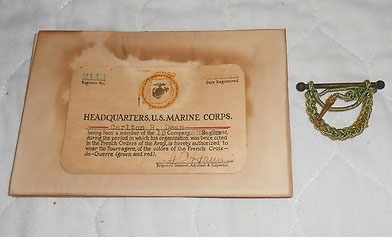 Register No.
Date Registered
HEADQUARTERS, U.S. MARINE CORPS.
Carlton
having been a member of the Company Regiment,
during the period in which his organization was twice cited
in the French Orders of the Army, is hereby authorized to
wear the Fourragere, of the colors of the French Croix-
de-Guerre (green and red).